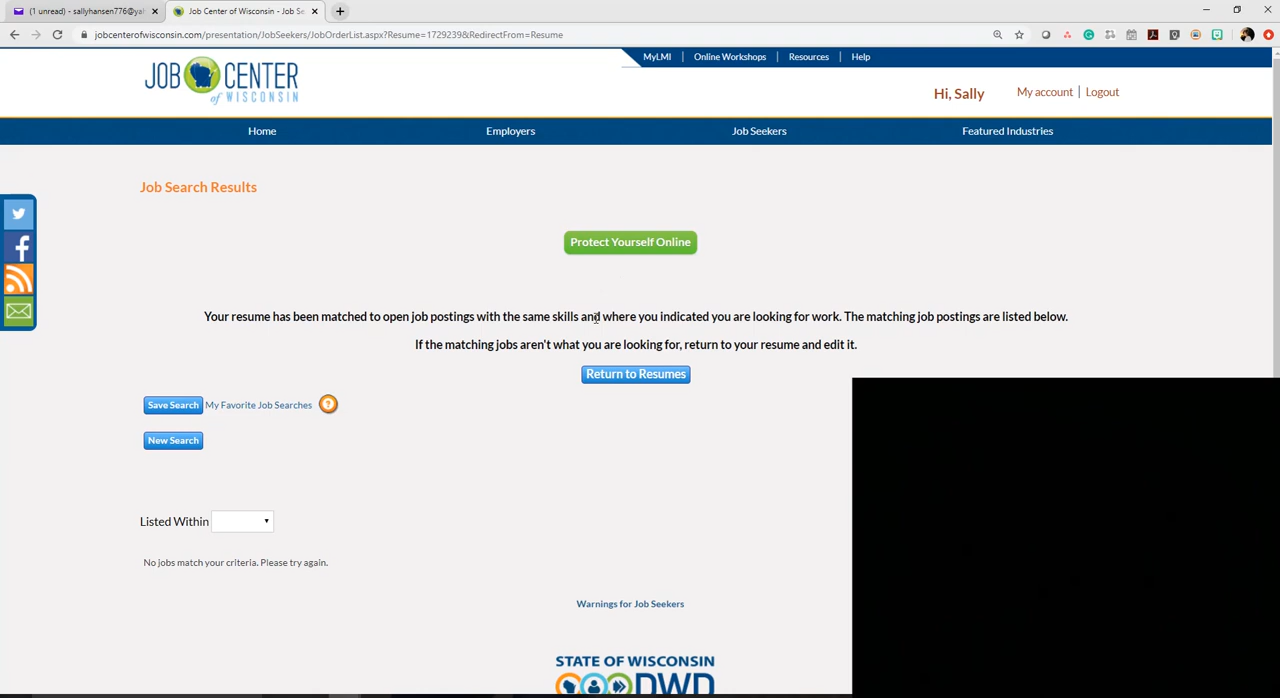 (1 unread) - sallyhansen776@ya
Job Center of Wisconsin - Job Se
jobcenterofwisconsin.com/presentation/JobSeekers/JobOrderList.aspx?Resume=1729239&RedirectFrom=Resume
MyLMI | Online Workshops | Resources | Help
JOB CENTER
of WISCONSIN
Hi, Sally My account | Logout
Home Employers Job Seekers Featured Industries
Job Search Results
Protect Yourself Online
Your resume has been matched to open job postings with the same skills and where you indicated you are looking for work. The matching job postings are listed below.
If the matching jobs aren't what you are looking for, return to your resume and edit it.
Return to Resumes
Save Search My Favorite Job Searches ?
New Search
Listed Within
No jobs match your criteria. Please try again.
Warnings for Job Seekers
STATE OF WISCONSIN
DWD